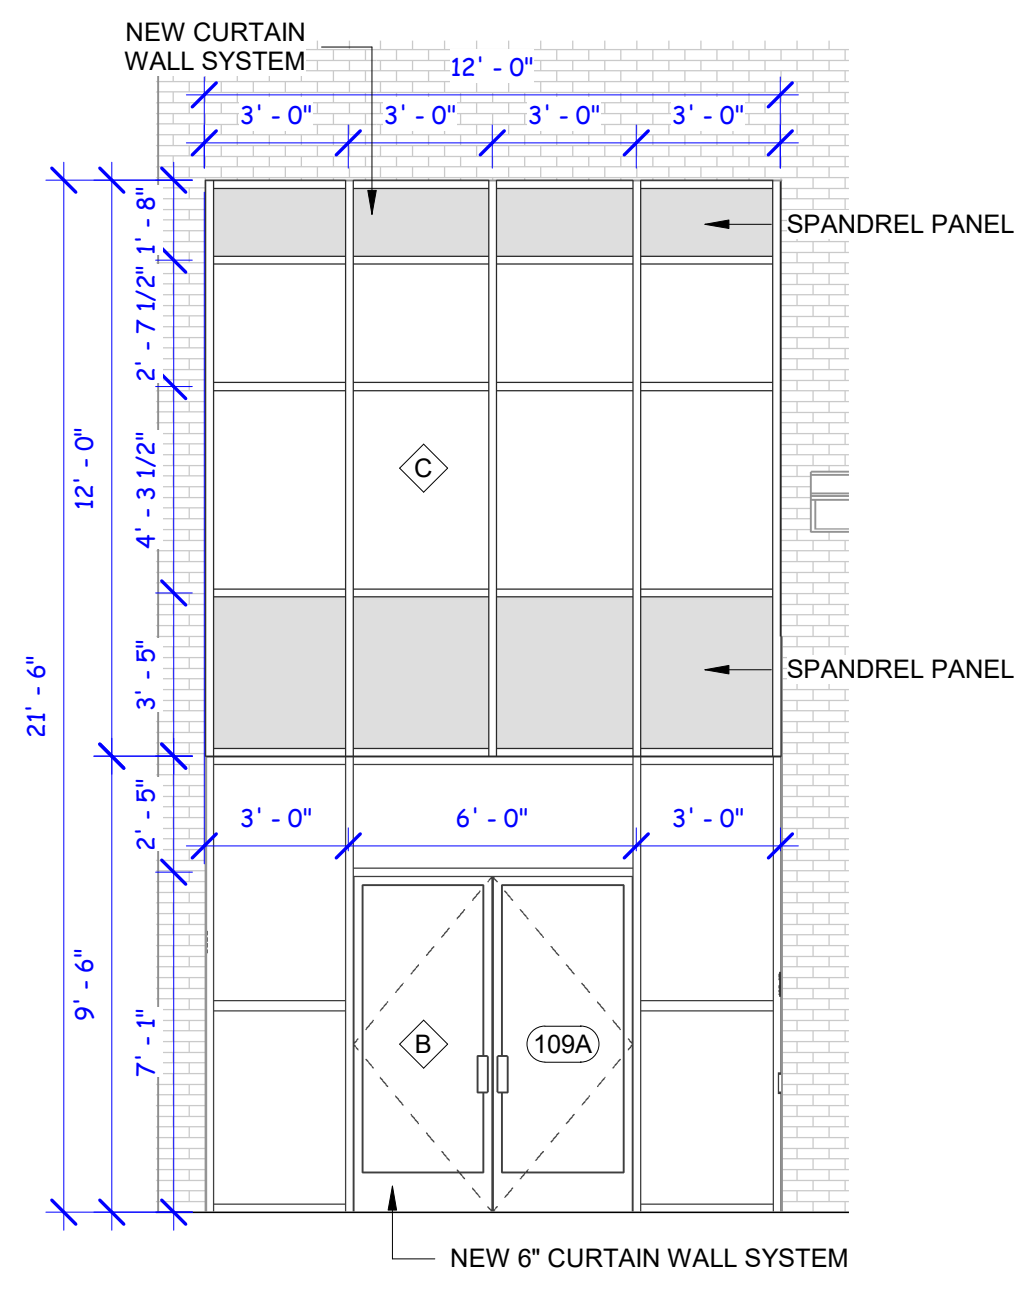 NEW CURTAIN
WALL SYSTEM
12' - 0"
3' - 0"
3' - 0"
3' - 0"
3' - 0"
1' - 8"
SPANDREL PANEL
2' - 7 1/2"
12' - 0"
4' - 3 1/2"
C
21' - 6"
3' - 5"
SPANDREL PANEL
2' - 5"
3' - 0"
6' - 0"
3' - 0"
9' - 6"
7' - 1"
B
109A
NEW 6" CURTAIN WALL SYSTEM